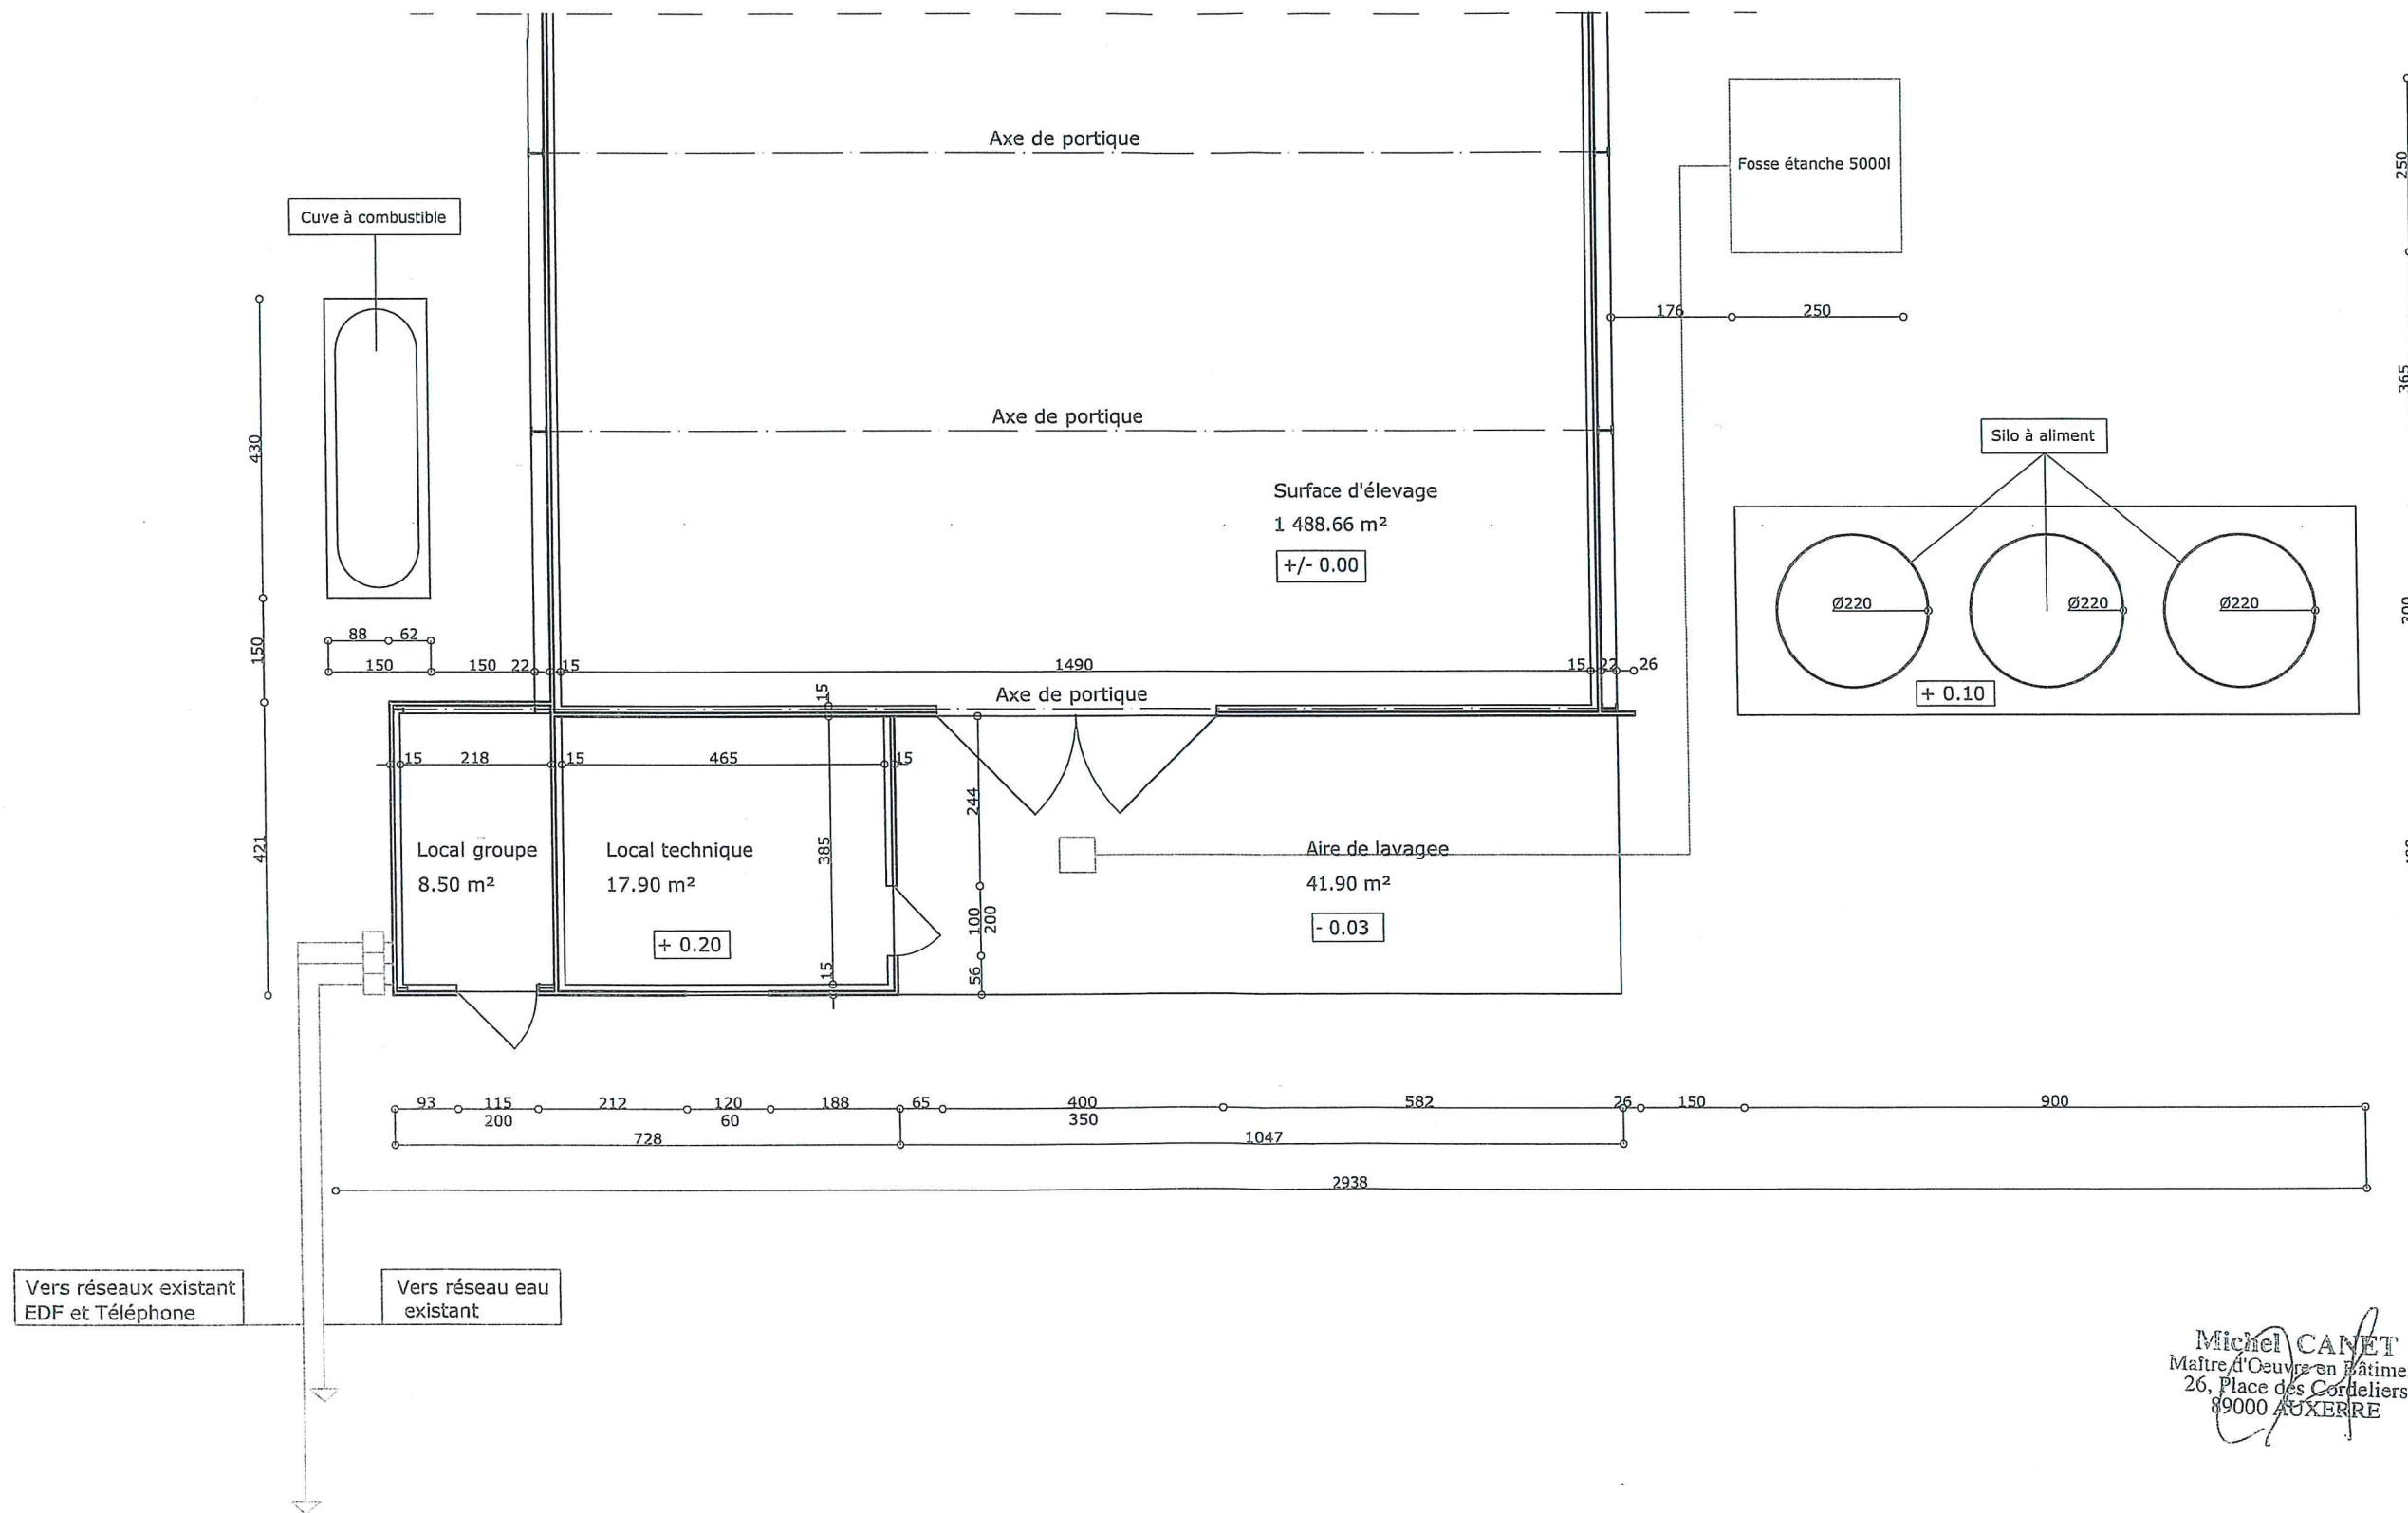 Axe de portique
Fosse étanche 5000l
250
Cuve à combustible
176 250
365
Axe de portique
Silo à aliment
430
Surface d'élevage
1 488.66 m²
+/- 0.00
Ø220 Ø220 Ø220
88 62
150
150 150 22 15 1490 15 22 26
+ 0.10
15
Axe de portique
15 218 15 465 15
244
421
385
Local groupe
8.50 m²
Local technique
17.90 m²
Aire de lavagee
41.90 m²
100
200
- 0.03
+ 0.20
15
56
93 115 212 120 188 65 400 582 26 150 900
200 60 350
728 1047
2938
Vers réseaux existant
EDF et Téléphone
Vers réseau eau
existant
Michel CANET
Maître d'Oeuvre en Bâtime
26, Place des Cordeliers
89000 AUXERRE